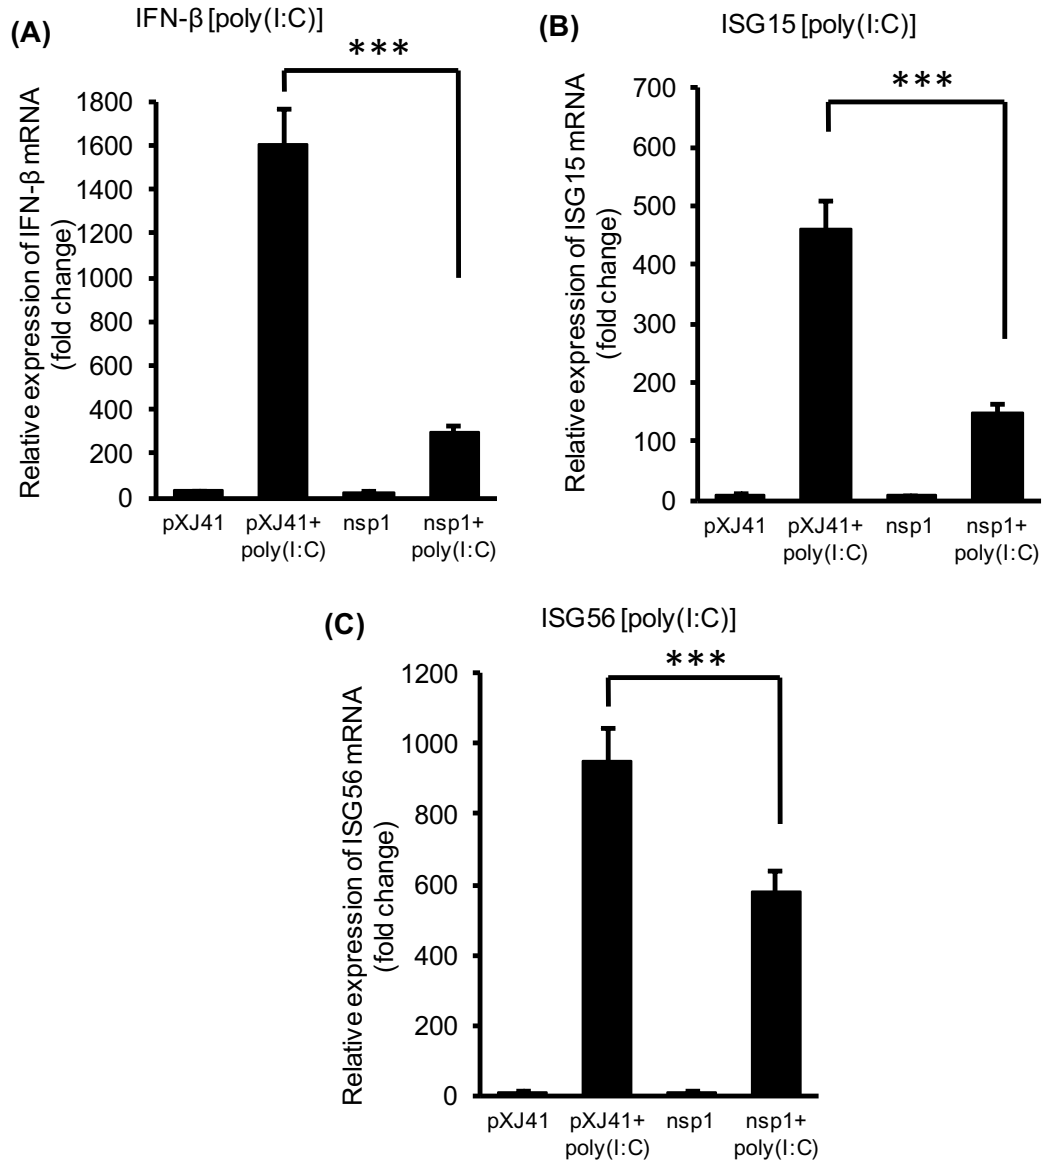 (A)
IFN-β [poly(I:C)]
***
Relative expression of IFN-β mRNA
(fold change)
1800
1600
1400
1200
1000
800
600
400
200
0
pXJ41
pXJ41+
poly(I:C)
nsp1
nsp1+
poly(I:C)
(B)
ISG15 [poly(I:C)]
***
Relative expression of ISG15 mRNA
(fold change)
700
600
500
400
300
200
100
0
pXJ41
pXJ41+
poly(I:C)
nsp1
nsp1+
poly(I:C)
(C)
ISG56 [poly(I:C)]
***
Relative expression of ISG56 mRNA
(fold change)
1200
1000
800
600
400
200
0
pXJ41
pXJ41+
poly(I:C)
nsp1
nsp1+
poly(I:C)